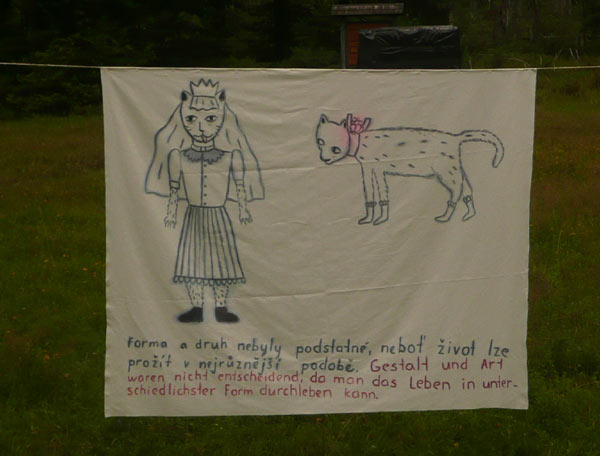 Forma a druh nebyly podstatné, neboť život lze
prožít v nejrůznější podobě. Gestalt und Art
waren nicht entscheidend, da man das Leben in unter-
schiedlichster Form durchleben kann.